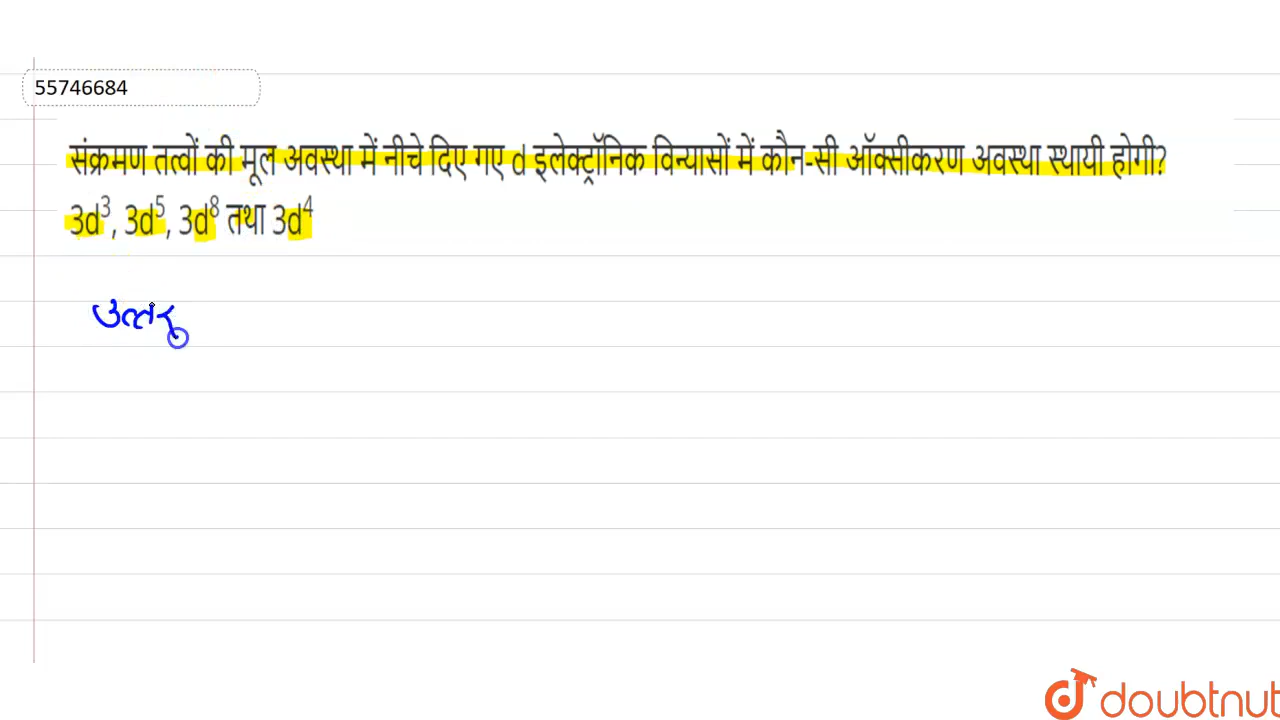 55746684
संक्रमण तत्वों की मूल अवस्था में नीचे दिए गए d इलेक्ट्रॉनिक विन्यासों में कौन-सी ऑक्सीकरण अवस्था स्थायी होगी?
3d³, 3d⁵, 3d⁸ तथा 3d⁴
उत्तर
doubtnut